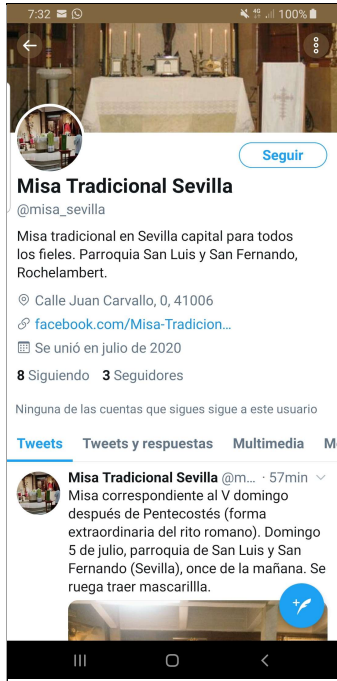 7:32 100%
Seguir
Misa Tradicional Sevilla
@misa_sevilla
Misa tradicional en Sevilla capital para todos
los fieles. Parroquia San Luis y San Fernando,
Rochelambert.
Calle Juan Carvallo, 0, 41006
facebook.com/Misa-Tradicion...
Se unió en julio de 2020
8 Siguiendo 3 Seguidores
Ninguna de las cuentas que sigues sigue a este usuario
Tweets Tweets y respuestas Multimedia M
Misa Tradicional Sevilla @m... · 57min
Misa correspondiente al V domingo
después de Pentecostés (forma
extraordinaria del rito romano). Domingo
5 de julio, parroquia de San Luis y San
Fernando (Sevilla), once de la mañana. Se
ruega traer mascarillla.